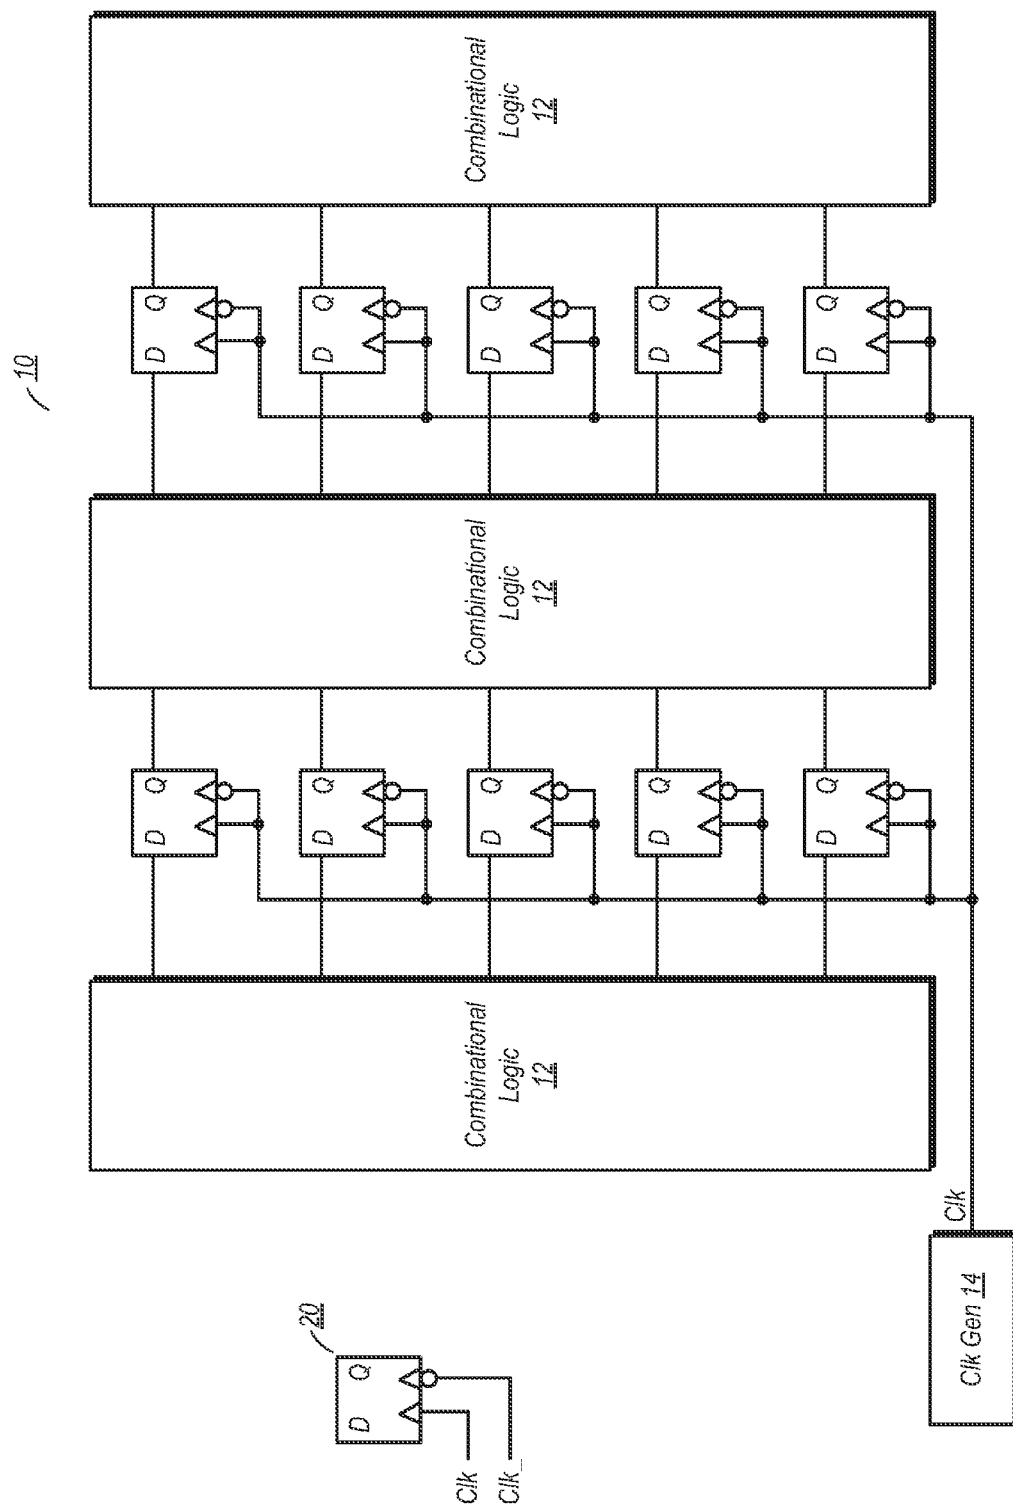 10
Combinational
Logic
12
Combinational
Logic
12
Combinational
Logic
12
D Q
D Q
D Q
D Q
D Q
D Q
D Q
D Q
D Q
D Q
20
D Q
Clk
Clk_
Clk
Clk Gen 14